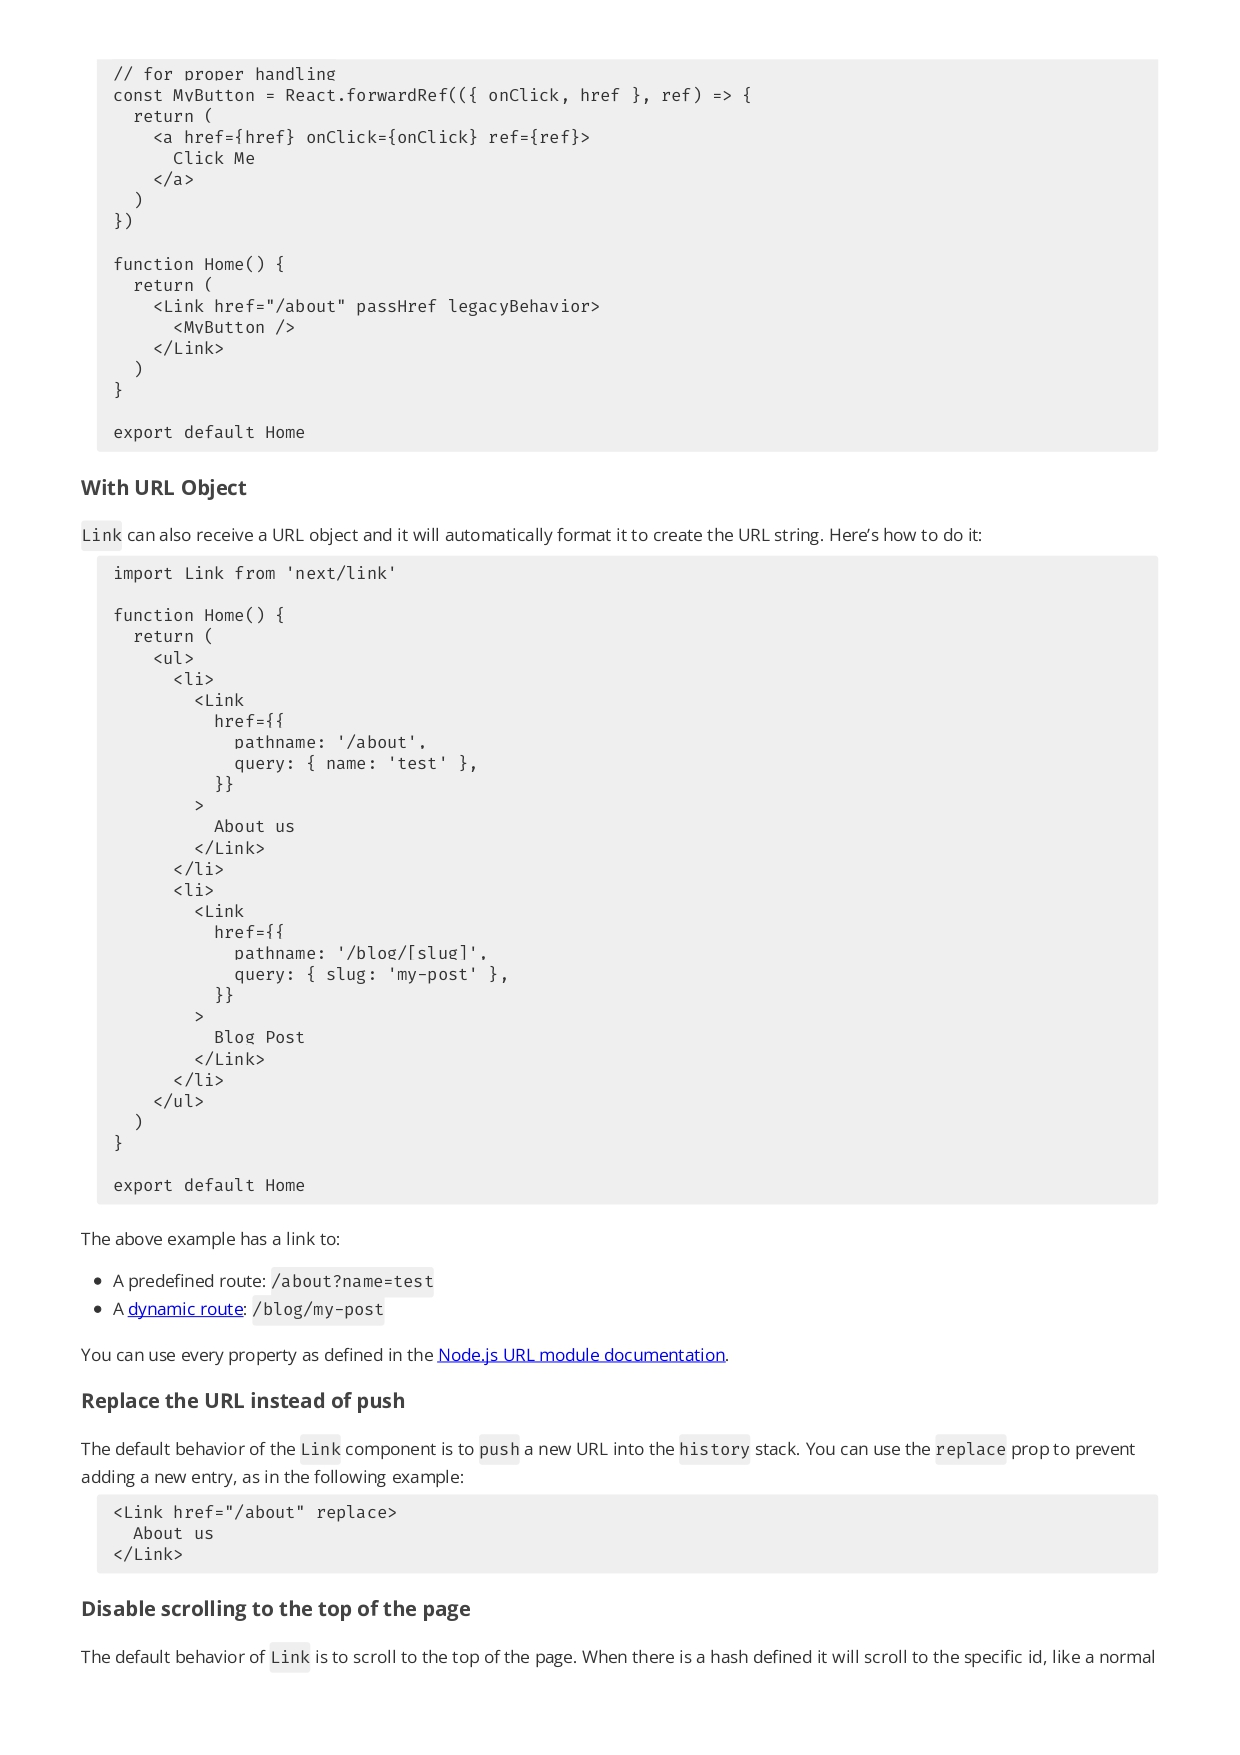 // for proper handling
const MyButton = React.forwardRef(({ onClick, href }, ref) => {
  return (
    <a href={href} onClick={onClick} ref={ref}>
      Click Me
    </a>
  )
})

function Home() {
  return (
    <Link href="/about" passHref legacyBehavior>
      <MyButton />
    </Link>
  )
}

export default Home
With URL Object
Link can also receive a URL object and it will automatically format it to create the URL string. Here’s how to do it:
import Link from 'next/link'

function Home() {
  return (
    <ul>
      <li>
        <Link
          href={{
            pathname: '/about',
            query: { name: 'test' },
          }}
        >
          About us
        </Link>
      </li>
      <li>
        <Link
          href={{
            pathname: '/blog/[slug]',
            query: { slug: 'my-post' },
          }}
        >
          Blog Post
        </Link>
      </li>
    </ul>
  )
}

export default Home
The above example has a link to:
● A predefined route: /about?name=test
● A dynamic route: /blog/my-post
You can use every property as defined in the Node.js URL module documentation.
Replace the URL instead of push
The default behavior of the Link component is to push a new URL into the history stack. You can use the replace prop to prevent
adding a new entry, as in the following example:
<Link href="/about" replace>
  About us
</Link>
Disable scrolling to the top of the page
The default behavior of Link is to scroll to the top of the page. When there is a hash defined it will scroll to the specific id, like a normal